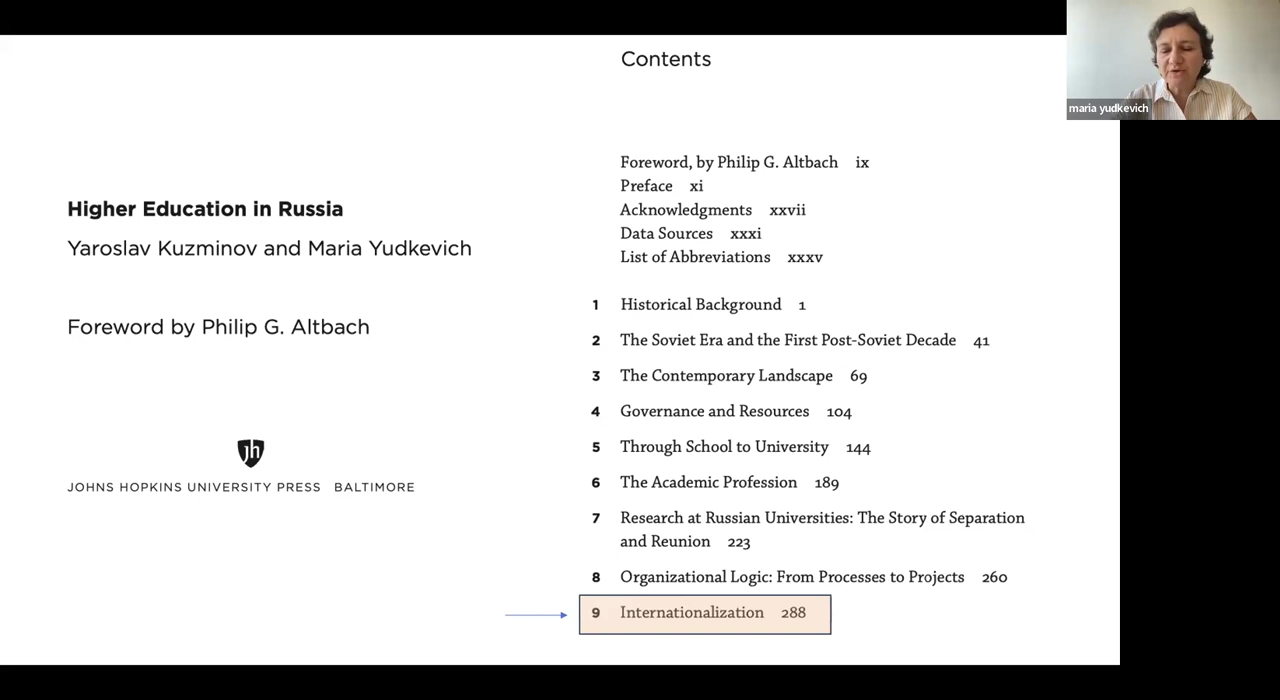 Higher Education in Russia
Yaroslav Kuzminov and Maria Yudkevich
Foreword by Philip G. Altbach
jh
JOHNS HOPKINS UNIVERSITY PRESS BALTIMORE
Contents
Foreword, by Philip G. Altbach ix
Preface xi
Acknowledgments xxvii
Data Sources xxxi
List of Abbreviations xxxv
1 Historical Background 1
2 The Soviet Era and the First Post-Soviet Decade 41
3 The Contemporary Landscape 69
4 Governance and Resources 104
5 Through School to University 144
6 The Academic Profession 189
7 Research at Russian Universities: The Story of Separation
and Reunion 223
8 Organizational Logic: From Processes to Projects 260
9 Internationalization 288
maria yudkevich